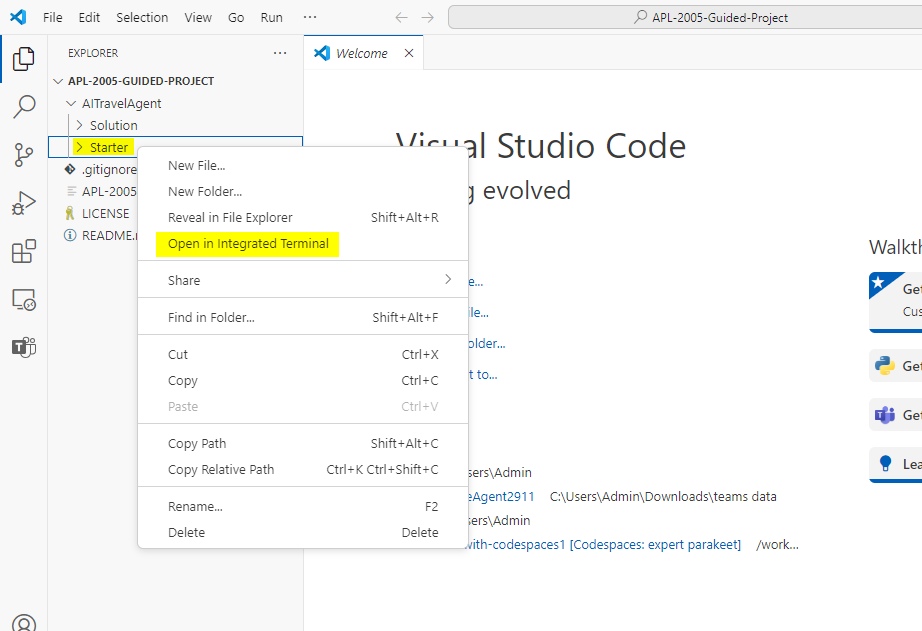 File Edit Selection View Go Run ···
APL-2005-Guided-Project
EXPLORER
Welcome
APL-2005-GUIDED-PROJECT
AITravelAgent
Solution
Starter
.gitignore
APL-2005
LICENSE
README.
New File...
New Folder...
Reveal in File Explorer Shift+Alt+R
Open in Integrated Terminal
Share
Find in Folder... Shift+Alt+F
Cut Ctrl+X
Copy Ctrl+C
Paste Ctrl+V
Copy Path Shift+Alt+C
Copy Relative Path Ctrl+K Ctrl+Shift+C
Rename... F2
Delete Delete
Visual Studio Code
evolved
e...
le...
older...
t to...
sers\Admin
eAgent2911 C:\Users\Admin\Downloads\teams data
sers\Admin
with-codespaces1 [Codespaces: expert parakeet] /work...
Walkth
Get
Cus
Get
Get
Lea